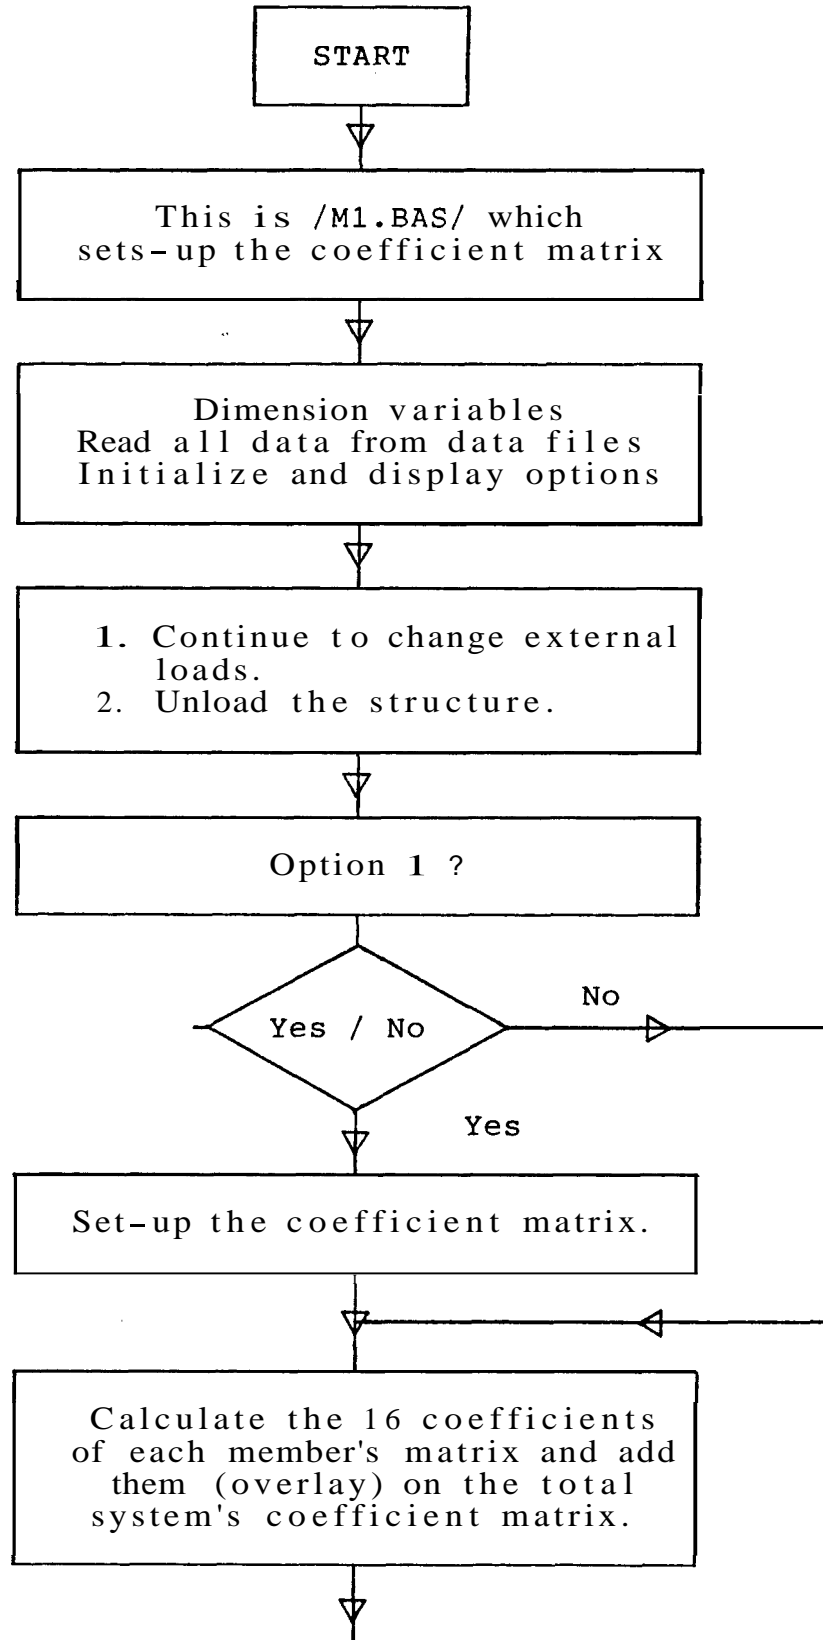 START
This is /M1.BAS/ which
sets-up the coefficient matrix
Dimension variables
Read all data from data files
Initialize and display options
1. Continue to change external
loads.
2. Unload the structure.
Option 1 ?
Yes / No
No
Yes
Set-up the coefficient matrix.
Calculate the 16 coefficients
of each member's matrix and add
them (overlay) on the total
system's coefficient matrix.